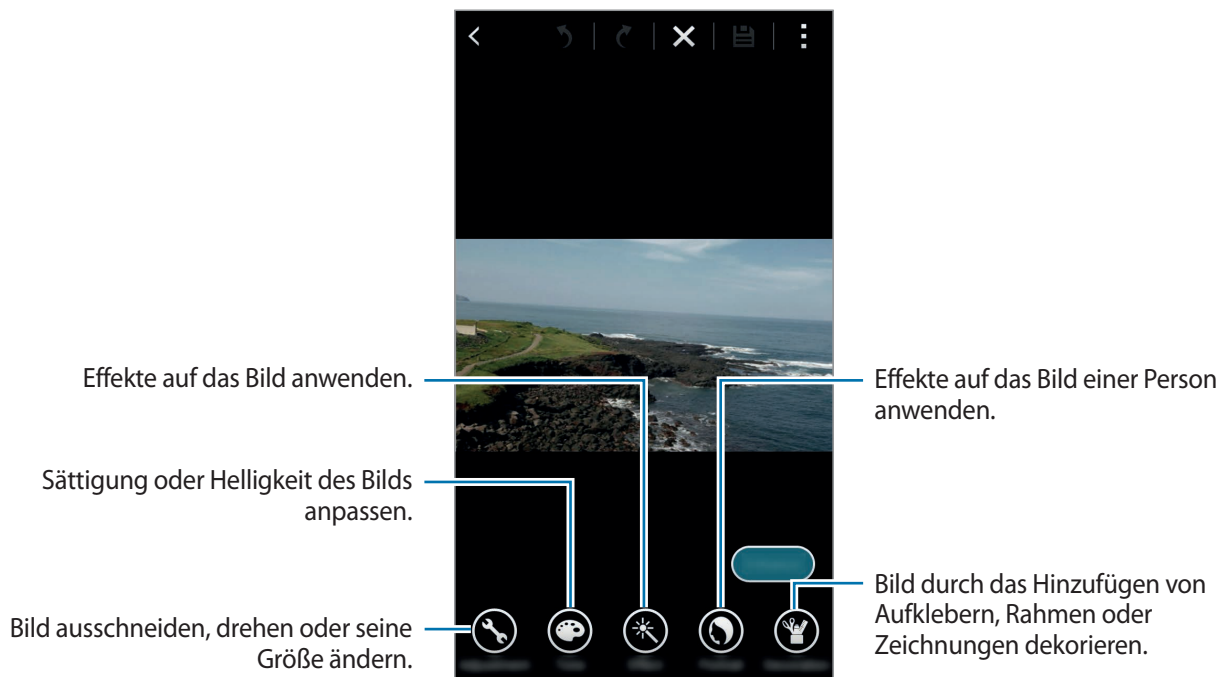 Effekte auf das Bild anwenden.
Effekte auf das Bild einer Person
anwenden.
Sättigung oder Helligkeit des Bilds
anpassen.
Bild durch das Hinzufügen von
Aufklebern, Rahmen oder
Zeichnungen dekorieren.
Bild ausschneiden, drehen oder seine
Größe ändern.